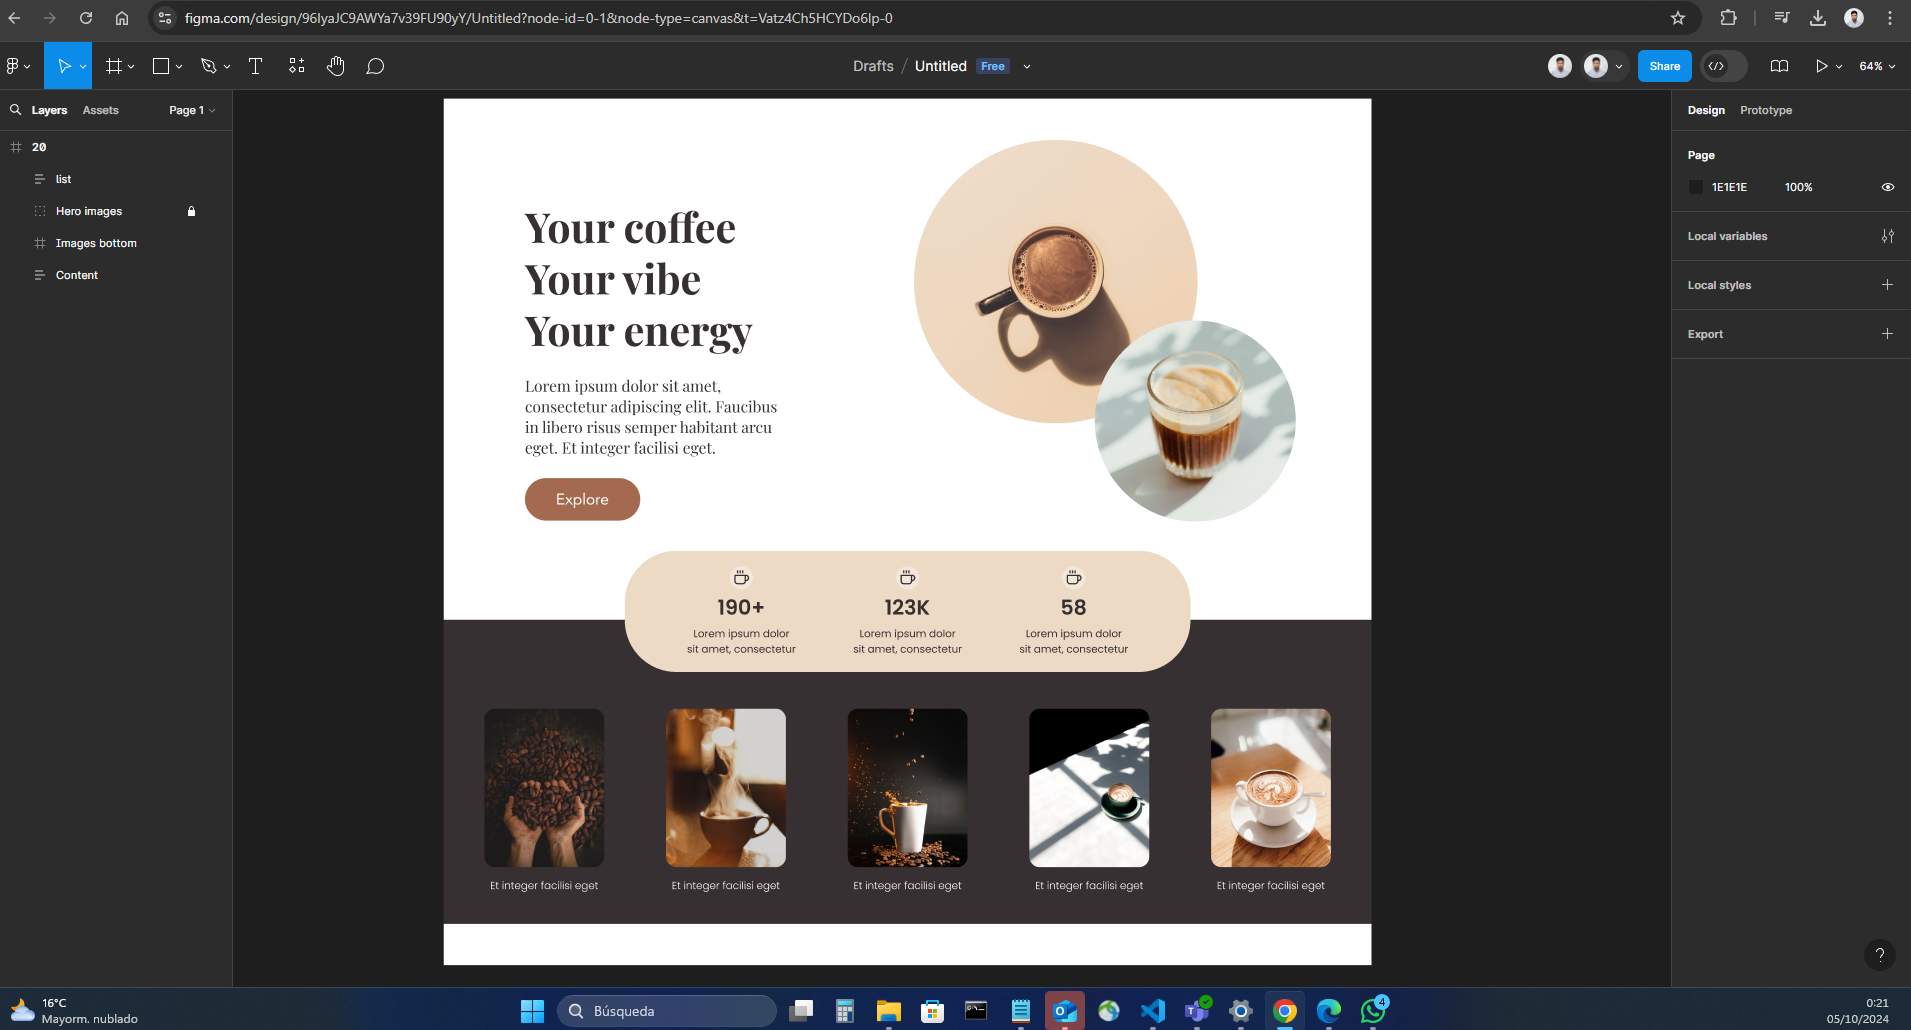 figma.com/design/96IyaJC9AWYa7v39FU90yY/Untitled?node-id=0-1&node-type=canvas&t=Vatz4Ch5HCYDo6Ip-0
Drafts / Untitled Free
Share
64%
Layers Assets Page 1
20
list
Hero images
Images bottom
Content
Your coffee
Your vibe
Your energy
Lorem ipsum dolor sit amet,
consectetur adipiscing elit. Faucibus
in libero risus semper habitant arcu
eget. Et integer facilisi eget.
Explore
190+
Lorem ipsum dolor
sit amet, consectetur
123K
Lorem ipsum dolor
sit amet, consectetur
58
Lorem ipsum dolor
sit amet, consectetur
Et integer facilisi eget
Et integer facilisi eget
Et integer facilisi eget
Et integer facilisi eget
Et integer facilisi eget
Design Prototype
Page
1E1E1E 100%
Local variables
Local styles
Export
?
16°C
Mayorm. nublado
Búsqueda
4
0:21
05/10/2024